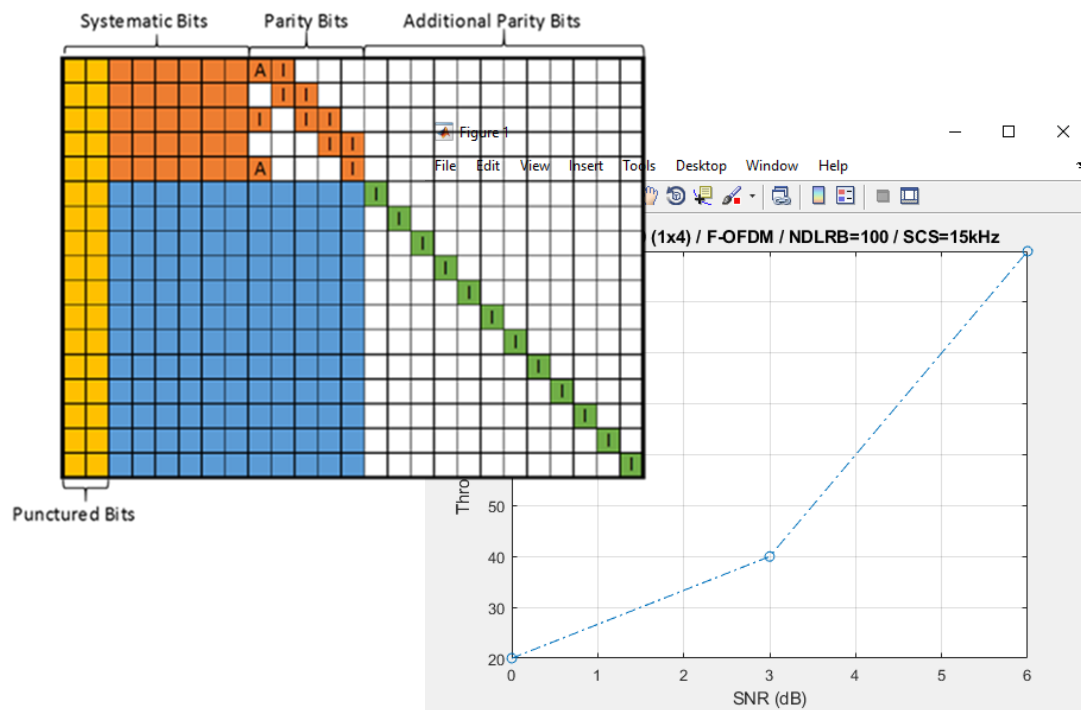 Systematic Bits Parity Bits Additional Parity Bits
A I
I I
I I I
I I
A I
I
I
I
I
I
I
I
I
I
I
I
I
Punctured Bits
Figure 1
File Edit View Insert Tools Desktop Window Help
(1x4) / F-OFDM / NDLRB=100 / SCS=15kHz
50
40
30
20
0 1 2 3 4 5 6
SNR (dB)